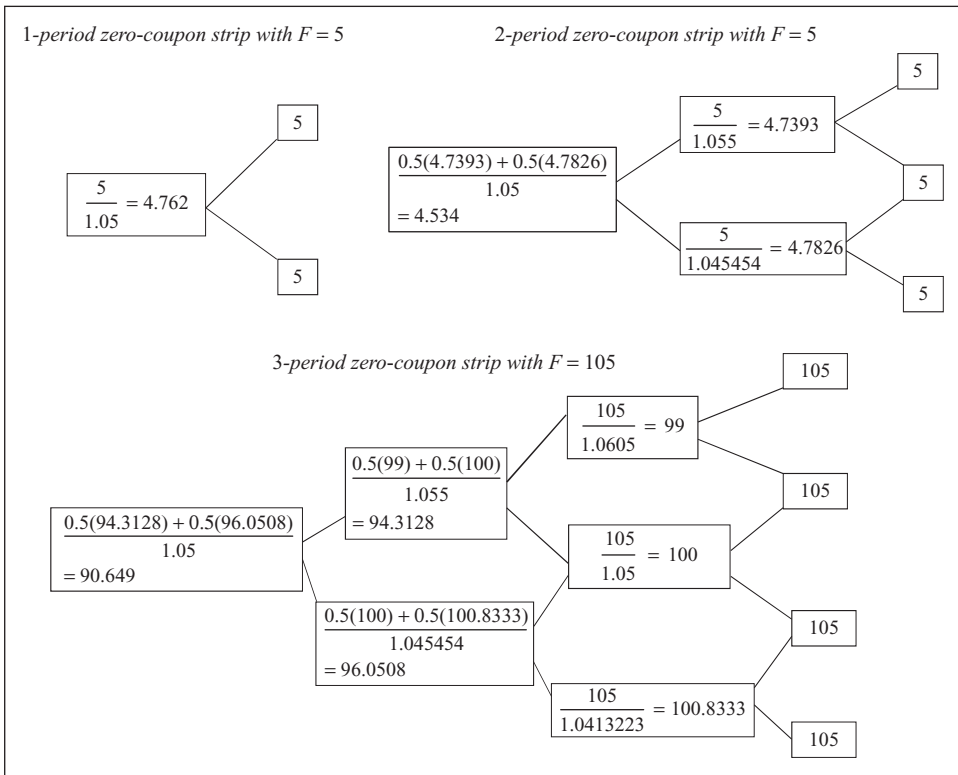 1-period zero-coupon strip with F = 5
5
5/1.05 = 4.762
5
2-period zero-coupon strip with F = 5
5
5/1.055 = 4.7393
0.5(4.7393) + 0.5(4.7826)
1.05
= 4.534
5
5/1.045454 = 4.7826
5
3-period zero-coupon strip with F = 105
105
105/1.0605 = 99
0.5(99) + 0.5(100)
1.055
= 94.3128
105
0.5(94.3128) + 0.5(96.0508)
1.05
= 90.649
105/1.05 = 100
0.5(100) + 0.5(100.8333)
1.045454
= 96.0508
105
105/1.0413223 = 100.8333
105